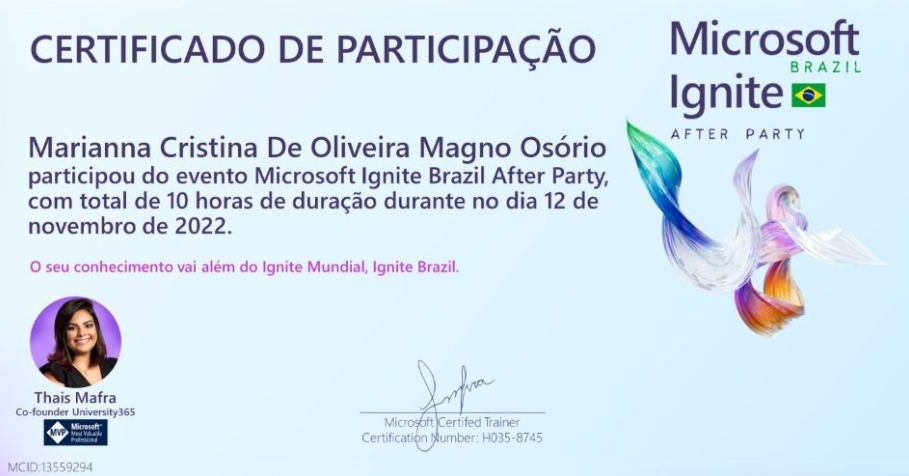 CERTIFICADO DE PARTICIPAÇÃO
Microsoft
BRAZIL
Ignite
AFTER PARTY
Marianna Cristina De Oliveira Magno Osório
participou do evento Microsoft Ignite Brazil After Party,
com total de 10 horas de duração durante no dia 12 de
novembro de 2022.
O seu conhecimento vai além do Ignite Mundial, Ignite Brazil.
Thais Mafra
Co-founder University365
MVP
Microsoft
Most Valuable
Professional
Microsoft Certifed Trainer
Certification Number: H035-8745
MCID:13559294